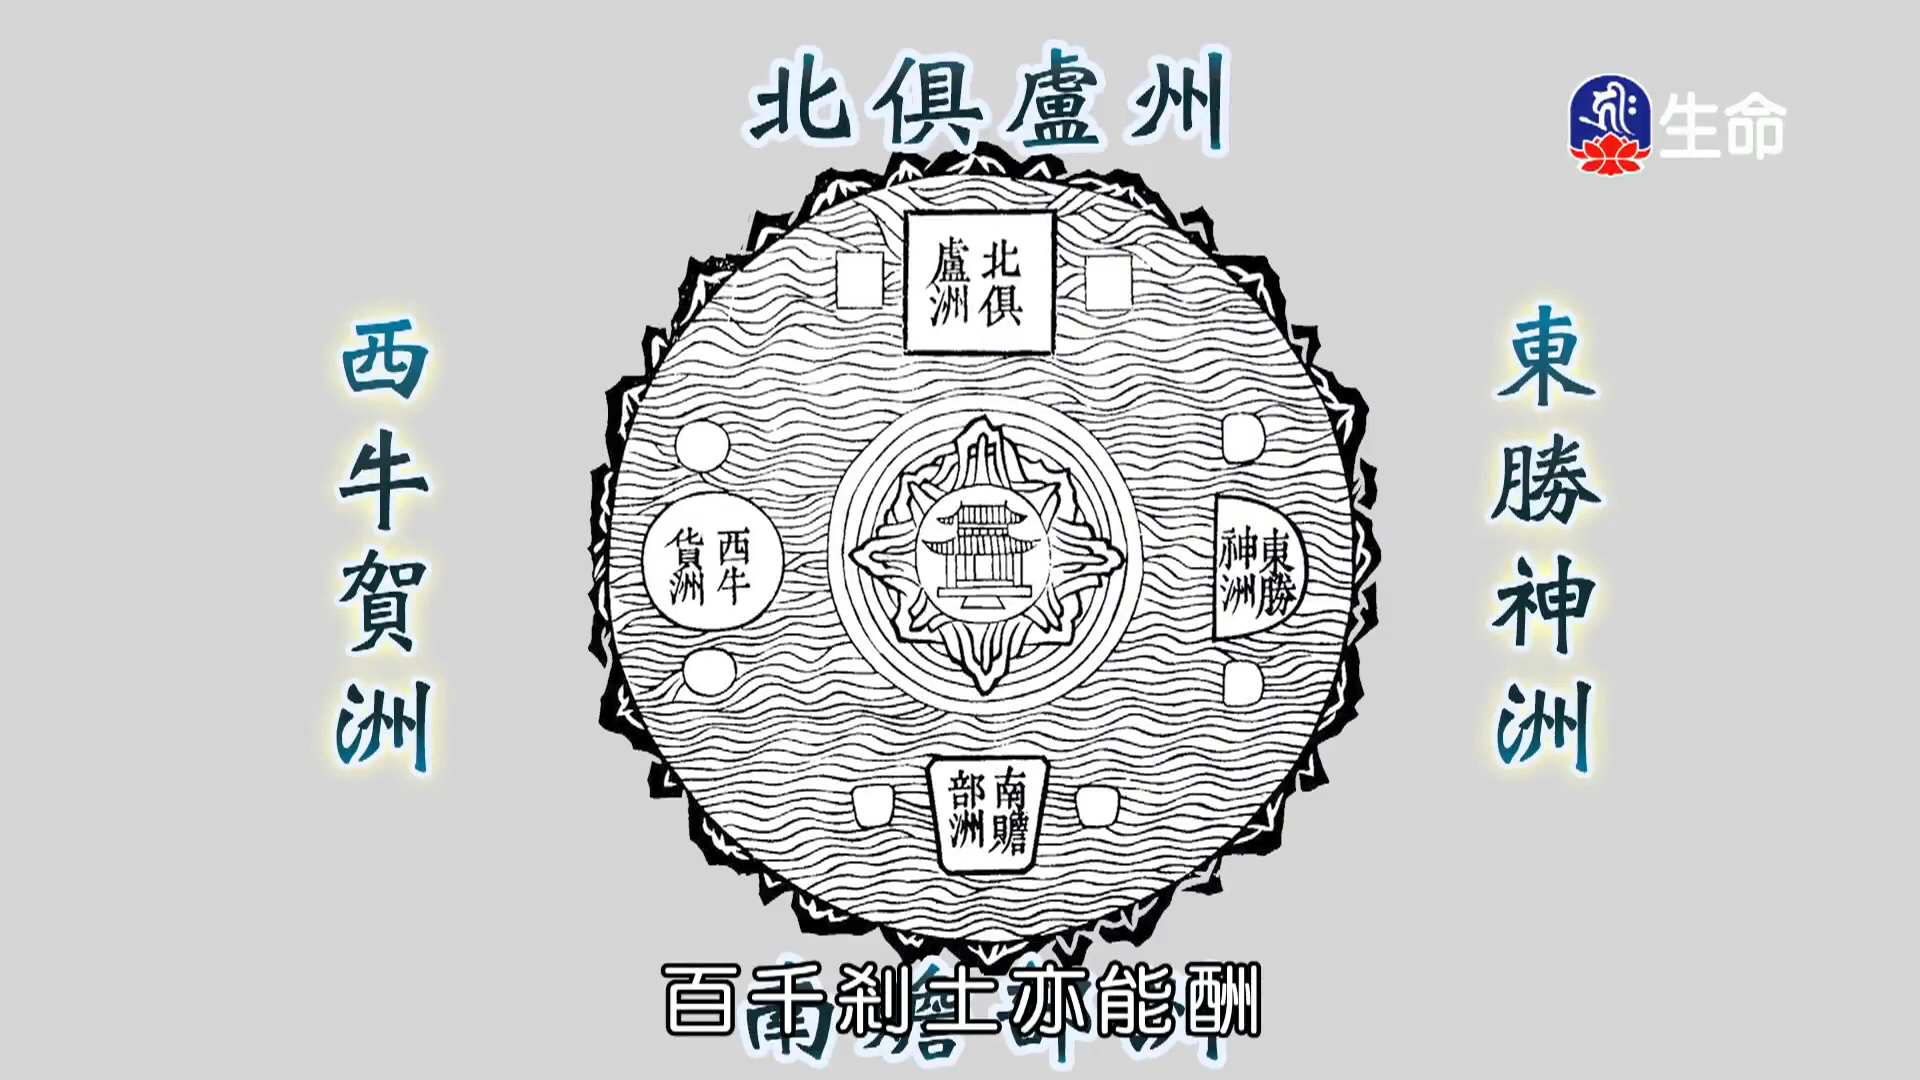 北俱盧州
生命
北俱
盧洲
西牛賀洲
東勝神洲
西牛
貨洲
東勝
神洲
南贍
部洲
百千剎土亦能酬